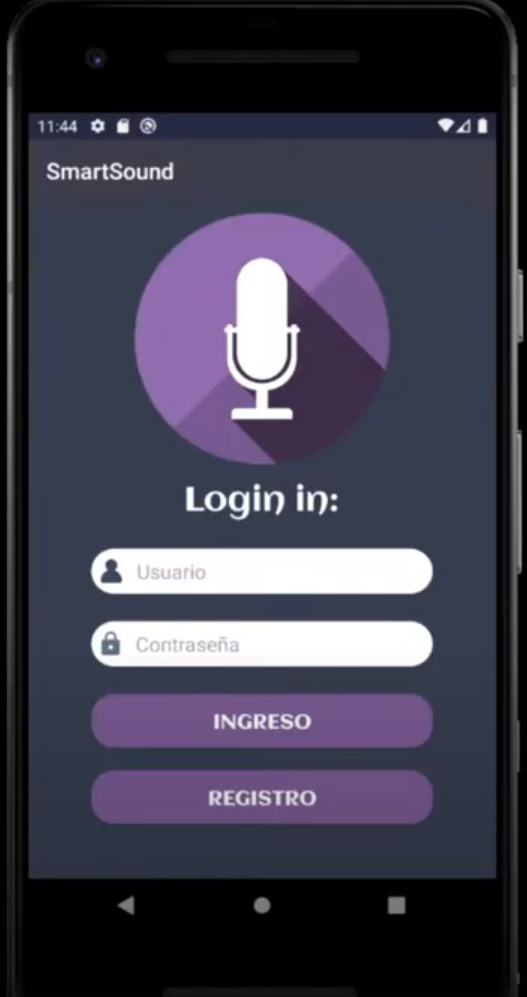 11:44
SmartSound
Login in:
Usuario
Contraseña
INGRESO
REGISTRO